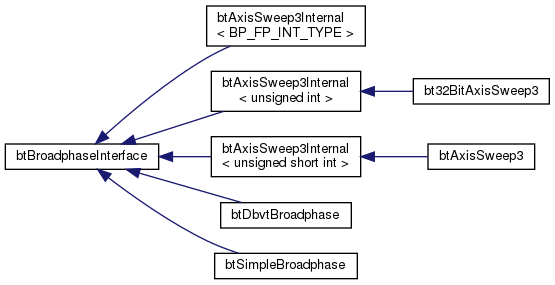 btAxisSweep3Internal
< BP_FP_INT_TYPE >
btAxisSweep3Internal
< unsigned int >
bt32BitAxisSweep3
btBroadphaseInterface
btAxisSweep3Internal
< unsigned short int >
btAxisSweep3
btDbvtBroadphase
btSimpleBroadphase